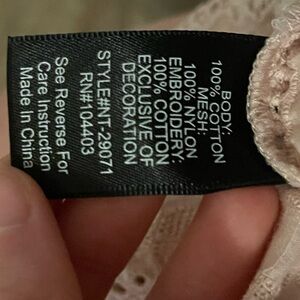 BODY:
100% COTTON
MESH:
100% NYLON
EMBROIDERY:
100% COTTON
EXCLUSIVE OF
DECORATION
STYLE#NT-29071
RN#104403
See Reverse For
Care Instruction
Made in China